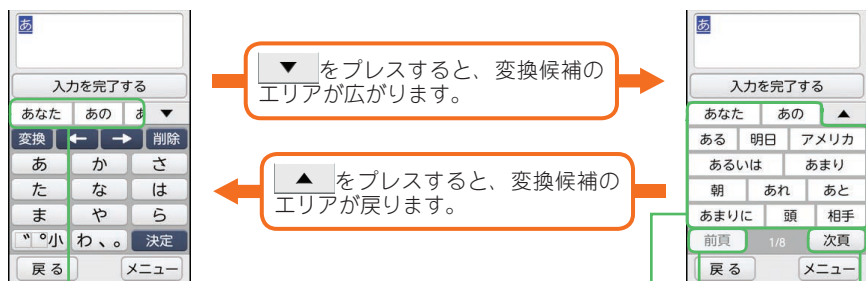 あ
入力を完了する
あなた あの あ ▼
変換 ← → 削除
あ か さ
た な は
ま や ら
゛゜小 わ、。 決定
戻る メニュー
▼ をプレスすると、変換候補の
エリアが広がります。
▲ をプレスすると、変換候補の
エリアが戻ります。
あ
入力を完了する
あなた あの ▲
ある 明日 アメリカ
あるいは あまり
朝 あれ あと
あまりに 頭 相手
前頁 1/8 次頁
戻る メニュー